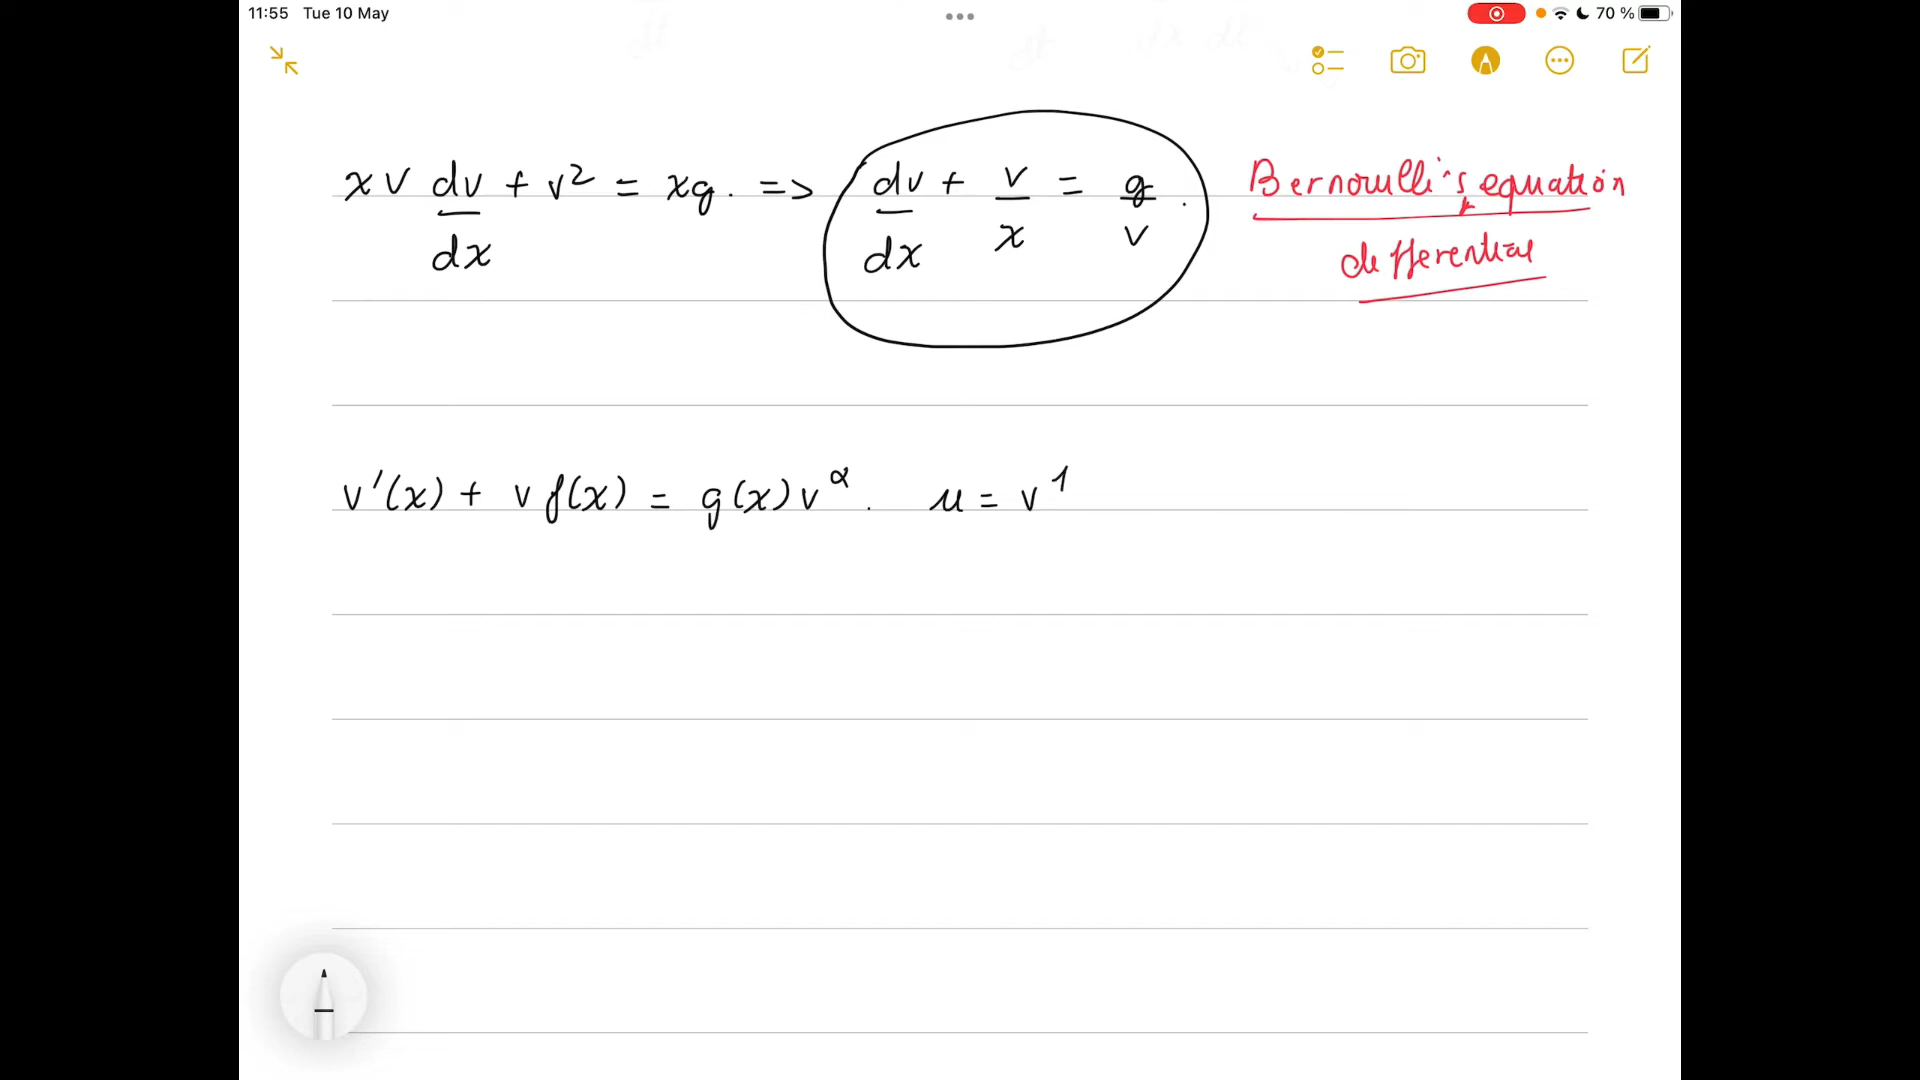 11:55 Tue 10 May
70 %
x v dv/dx + v² = xg. => dv/dx + v/x = g/v.
Bernoulli's equation
differential
v'(x) + v f(x) = g(x) v^α. u = v^1